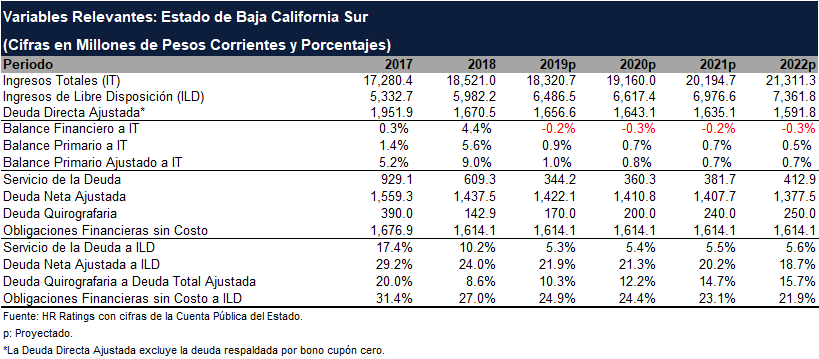 Variables Relevantes: Estado de Baja California Sur
(Cifras en Millones de Pesos Corrientes y Porcentajes)
Periodo 2017 2018 2019p 2020p 2021p 2022p
Ingresos Totales (IT) 17,280.4 18,521.0 18,320.7 19,160.0 20,194.7 21,311.3
Ingresos de Libre Disposición (ILD) 5,332.7 5,982.2 6,486.5 6,617.4 6,976.6 7,361.8
Deuda Directa Ajustada* 1,951.9 1,670.5 1,656.6 1,643.1 1,635.1 1,591.8
Balance Financiero a IT 0.3% 4.4% -0.2% -0.3% -0.2% -0.3%
Balance Primario a IT 1.4% 5.6% 0.9% 0.7% 0.7% 0.5%
Balance Primario Ajustado a IT 5.2% 9.0% 1.0% 0.8% 0.7% 0.7%
Servicio de la Deuda 929.1 609.3 344.2 360.3 381.7 412.9
Deuda Neta Ajustada 1,559.3 1,437.5 1,422.1 1,410.8 1,407.7 1,377.5
Deuda Quirografaria 390.0 142.9 170.0 200.0 240.0 250.0
Obligaciones Financieras sin Costo 1,676.9 1,614.1 1,614.1 1,614.1 1,614.1 1,614.1
Servicio de la Deuda a ILD 17.4% 10.2% 5.3% 5.4% 5.5% 5.6%
Deuda Neta Ajustada a ILD 29.2% 24.0% 21.9% 21.3% 20.2% 18.7%
Deuda Quirografaria a Deuda Total Ajustada 20.0% 8.6% 10.3% 12.2% 14.7% 15.7%
Obligaciones Financieras sin Costo a ILD 31.4% 27.0% 24.9% 24.4% 23.1% 21.9%
Fuente: HR Ratings con cifras de la Cuenta Pública del Estado.
p: Proyectado.
*La Deuda Directa Ajustada excluye la deuda respaldada por bono cupón cero.